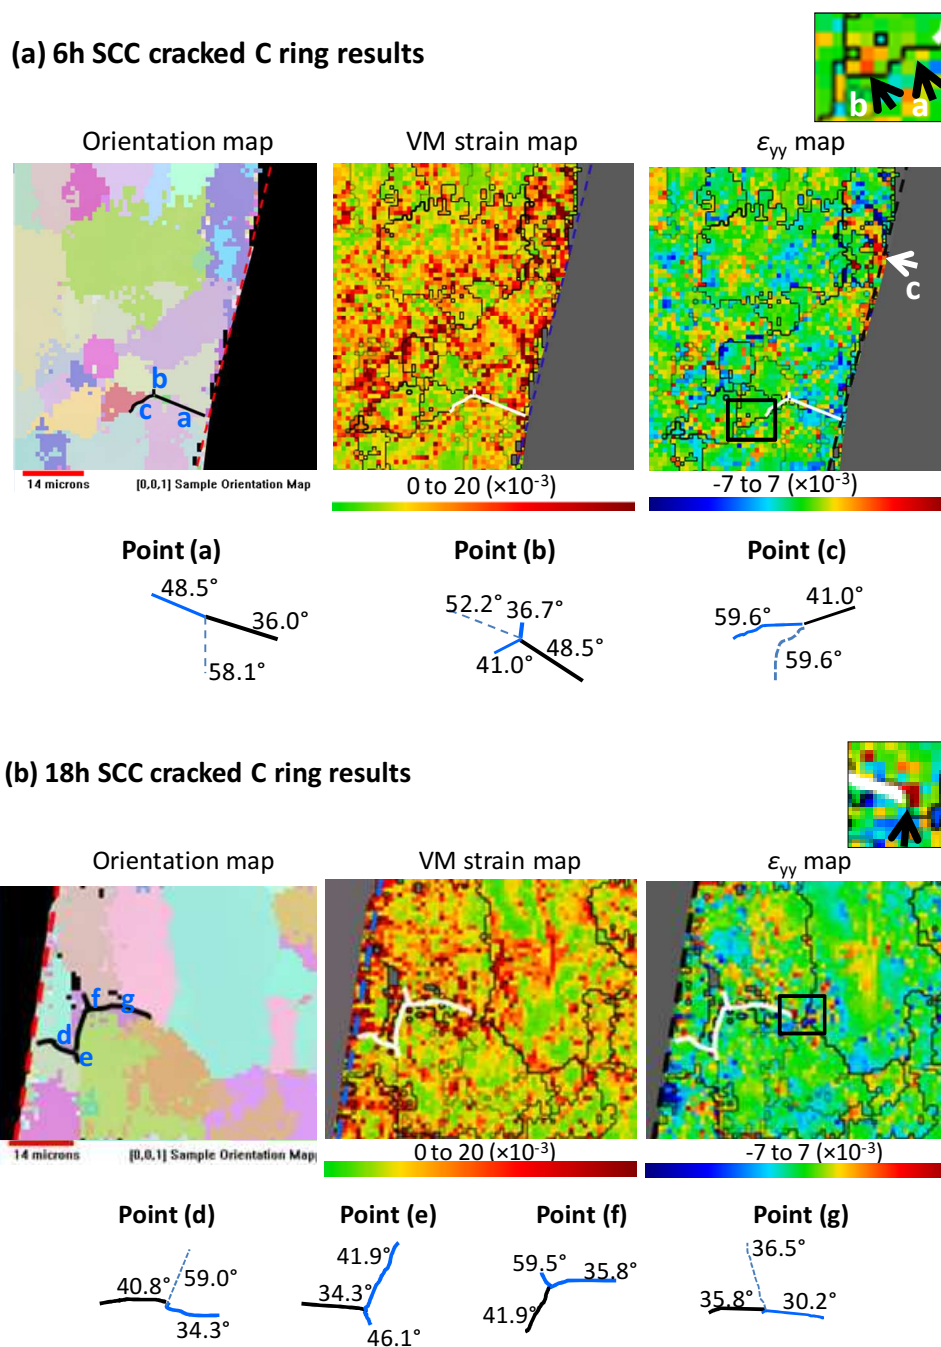 (a) 6h SCC cracked C ring results
b a
Orientation map VM strain map εyy map
c
b
c
a
14 microns [0,0,1] Sample Orientation Map
0 to 20 (×10⁻³)
-7 to 7 (×10⁻³)
Point (a) Point (b) Point (c)
48.5°
36.0°
58.1°
52.2°
36.7°
41.0°
48.5°
59.6°
41.0°
59.6°
(b) 18h SCC cracked C ring results
Orientation map VM strain map εyy map
f g
d
e
14 microns [0,0,1] Sample Orientation Map
0 to 20 (×10⁻³)
-7 to 7 (×10⁻³)
Point (d) Point (e) Point (f) Point (g)
40.8°
59.0°
34.3°
41.9°
34.3°
46.1°
59.5°
35.8°
41.9°
36.5°
35.8°
30.2°